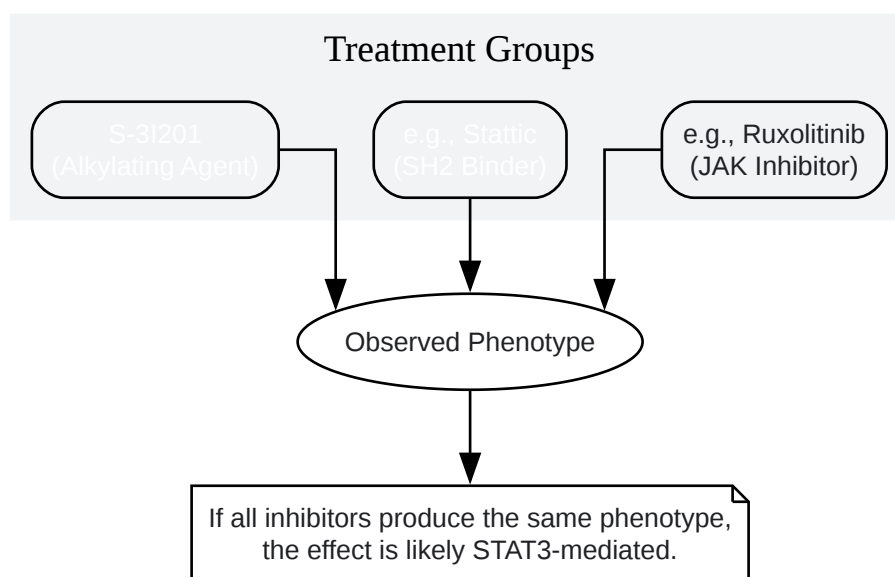 Treatment Groups
S-3I201
(Alkylating Agent)
e.g., Stattic
(SH2 Binder)
e.g., Ruxolitinib
(JAK Inhibitor)
Observed Phenotype
If all inhibitors produce the same phenotype,
the effect is likely STAT3-mediated.